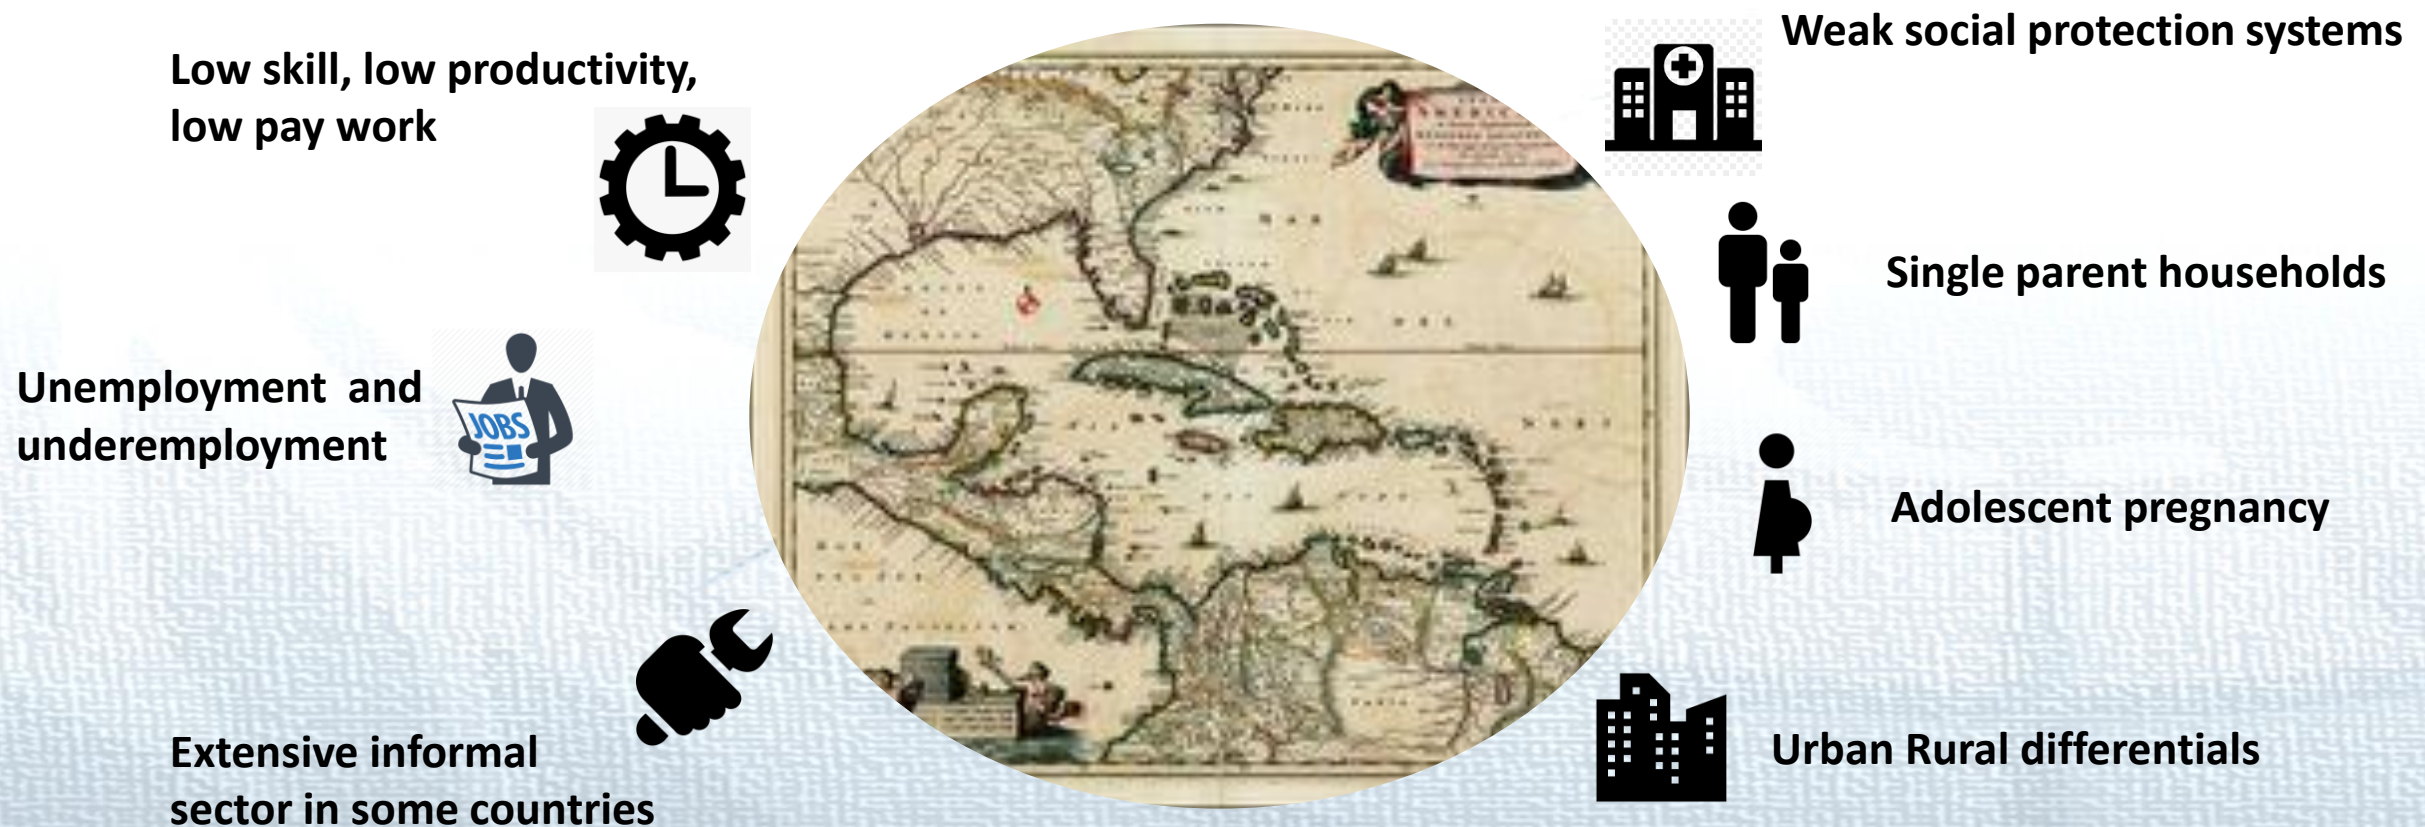 Low skill, low productivity,
low pay work
Unemployment and
underemployment
JOBS
Extensive informal
sector in some countries
Weak social protection systems
Single parent households
Adolescent pregnancy
Urban Rural differentials